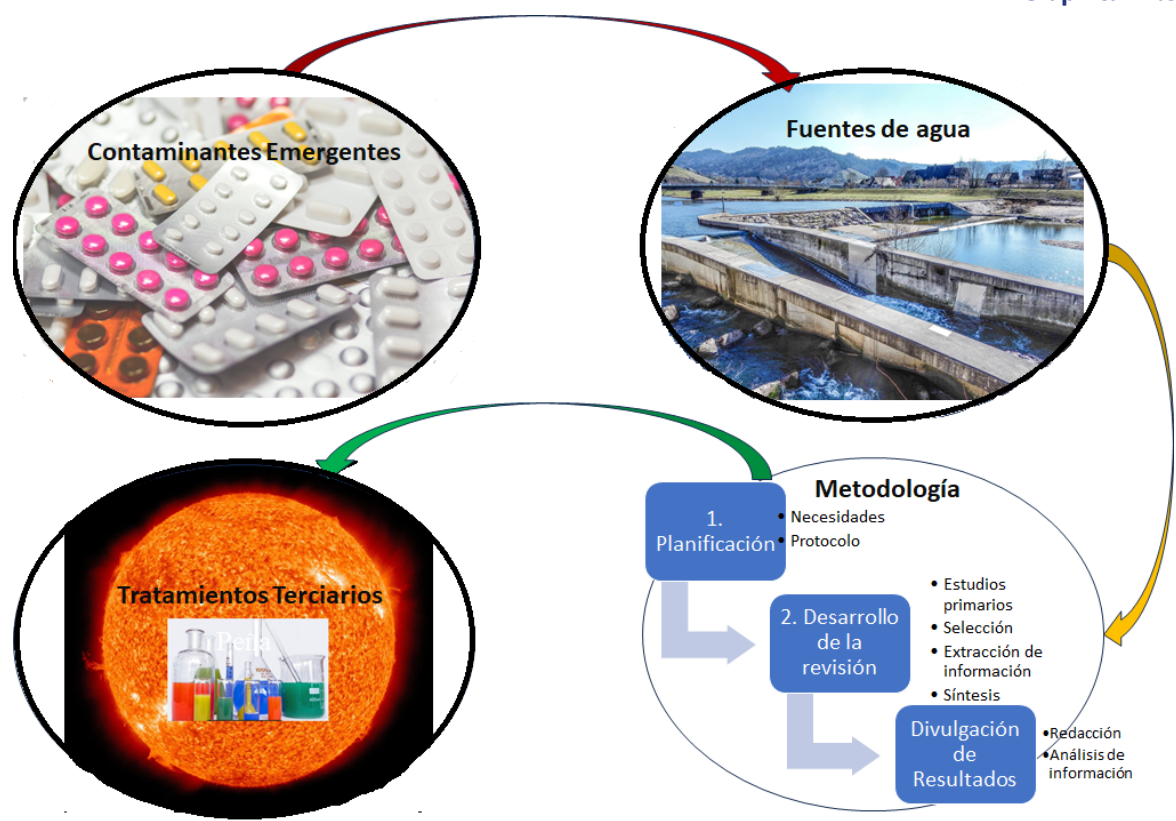 Contaminantes Emergentes
Fuentes de agua
Metodología
1.
Planificación
• Necesidades
• Protocolo
2. Desarrollo
de la
revisión
• Estudios
primarios
• Selección
• Extracción de
información
• Síntesis
Divulgación
de
Resultados
•Redacción
•Análisis de
información
Tratamientos Terciarios
Peña